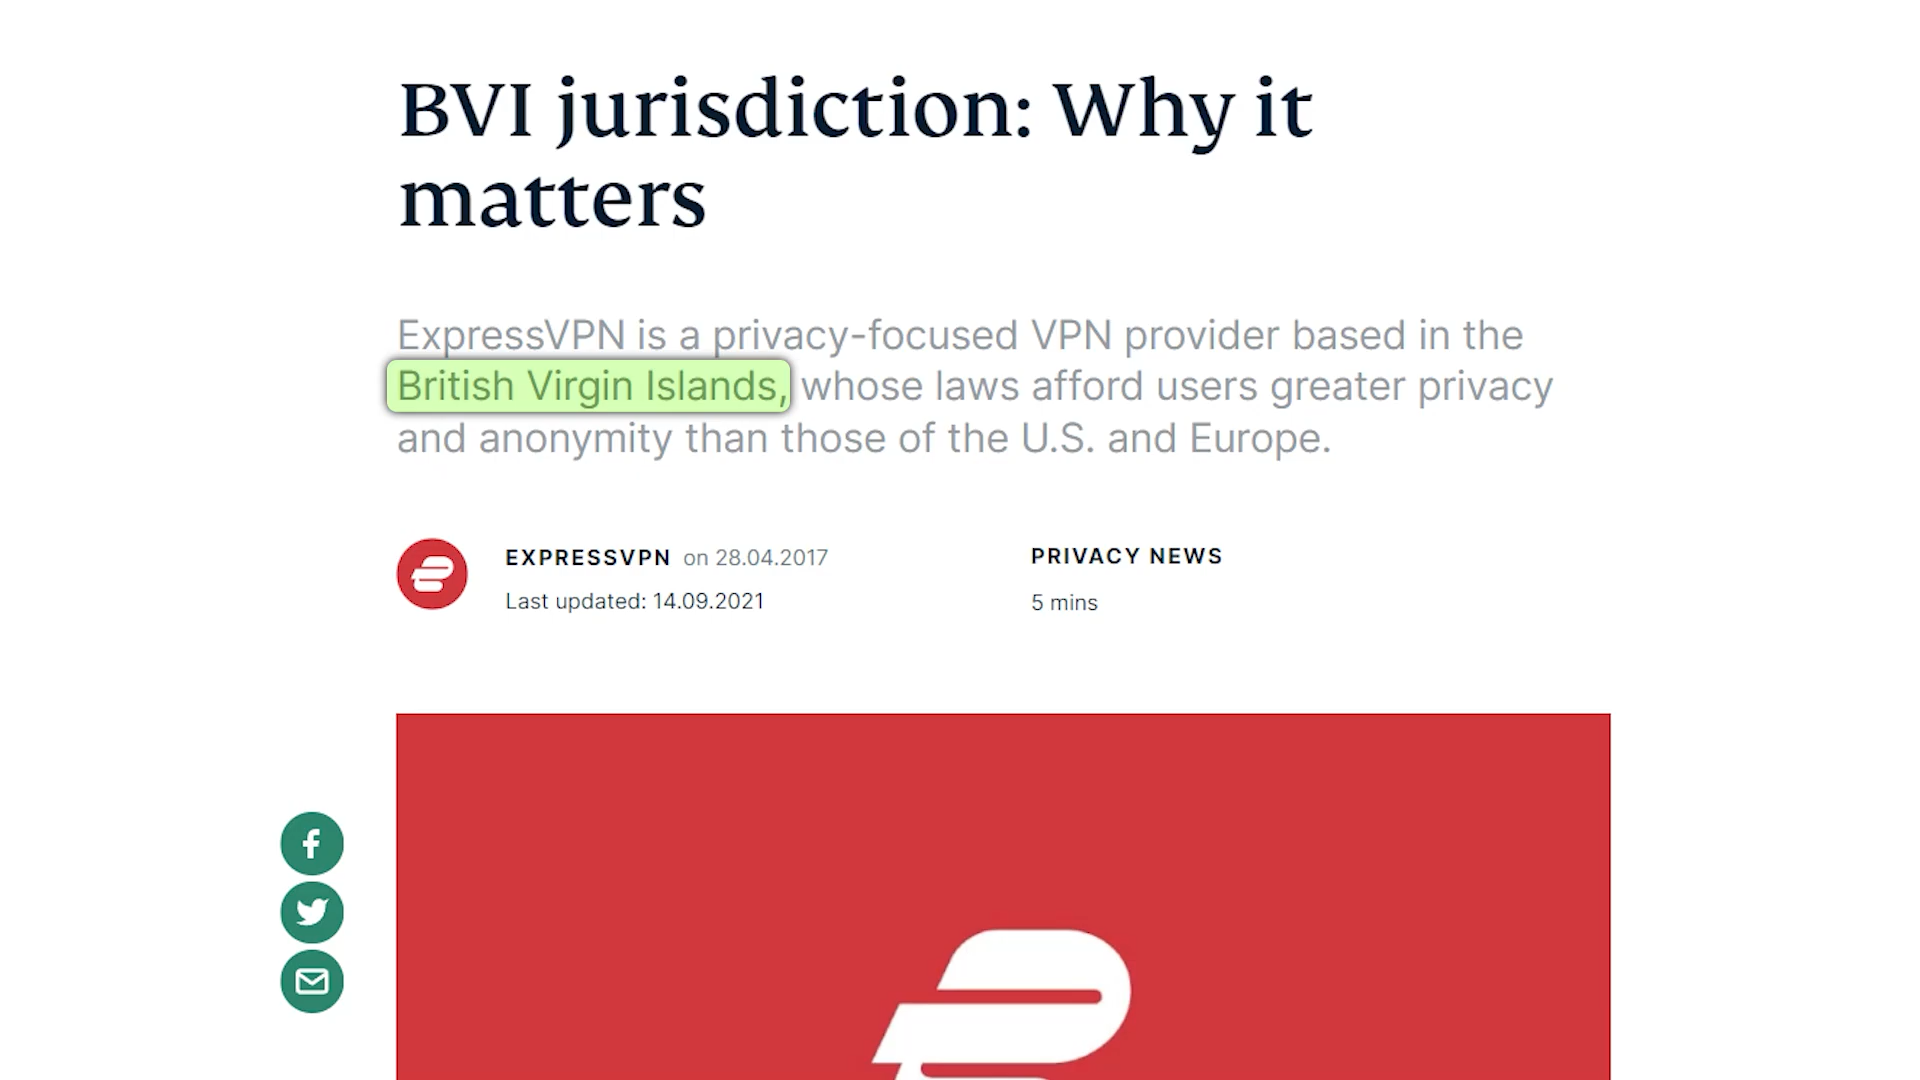 BVI jurisdiction: Why it
matters
ExpressVPN is a privacy-focused VPN provider based in the
British Virgin Islands, whose laws afford users greater privacy
and anonymity than those of the U.S. and Europe.
EXPRESSVPN on 28.04.2017
Last updated: 14.09.2021
PRIVACY NEWS
5 mins